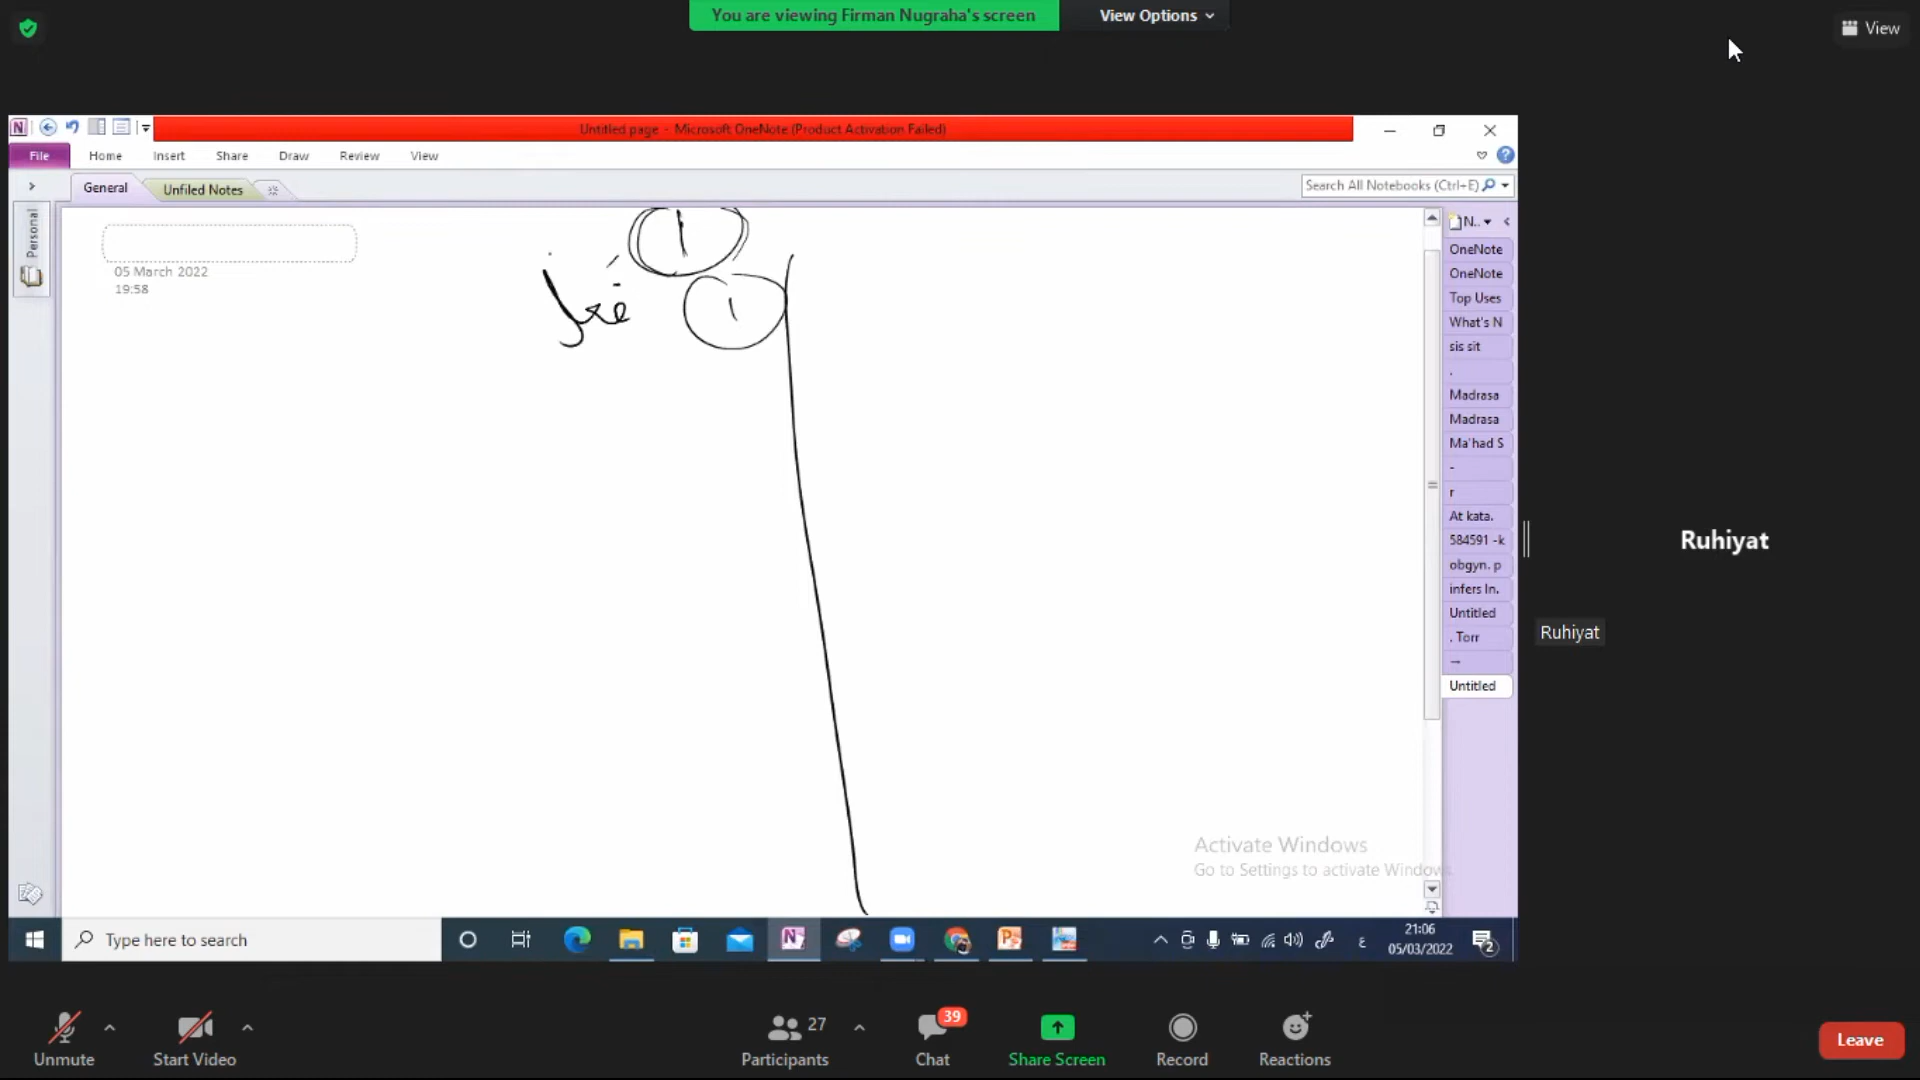 You are viewing Firman Nugraha's screen View Options
View
Untitled page - Microsoft OneNote (Product Activation Failed)
File Home Insert Share Draw Review View
General Unfiled Notes
Search All Notebooks (Ctrl+E)
Personal
N..
05 March 2022
19:58
1
1
OneNote
OneNote
Top Uses
What's N
sis sit
.
Madrasa
Madrasa
Ma'had S
-
r
At kata.
584591 -k
obgyn. p
infers In.
Untitled
. Torr
→
Untitled
Ruhiyat
Ruhiyat
Activate Windows
Go to Settings to activate Windows
Type here to search
ع
21:06
05/03/2022
2
Unmute
Start Video
27
Participants
39
Chat
Share Screen
Record
Reactions
Leave